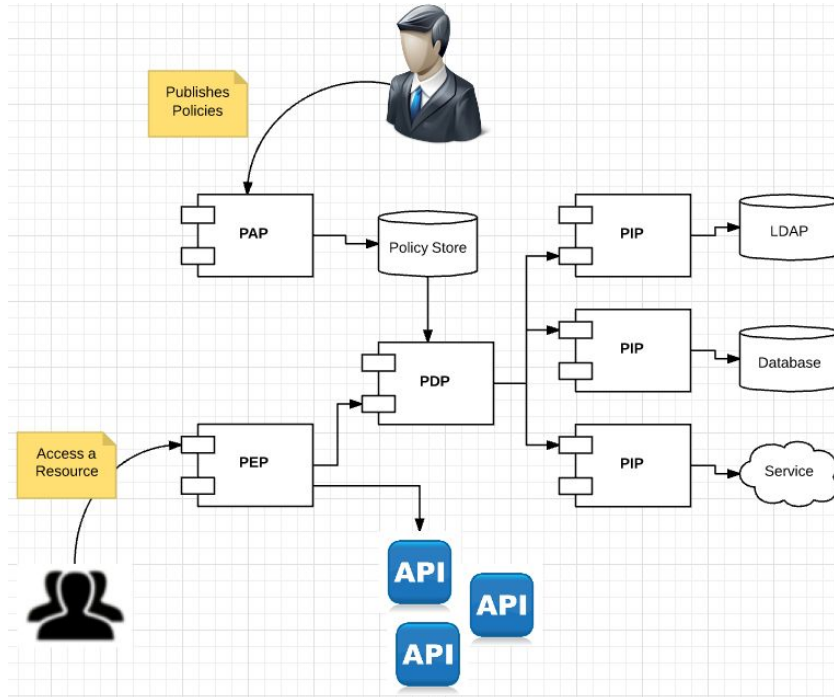 Publishes
Policies
PAP
Policy Store
PIP
LDAP
PIP
Database
PDP
Access a
Resource
PEP
PIP
Service
API
API
API